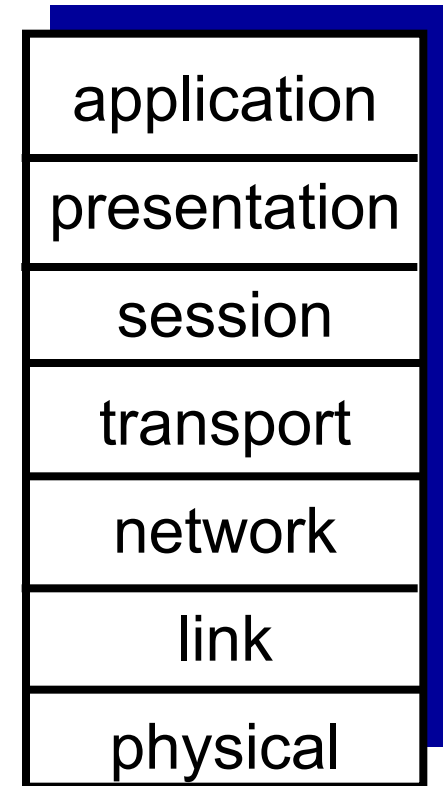 application
presentation
session
transport
network
link
physical